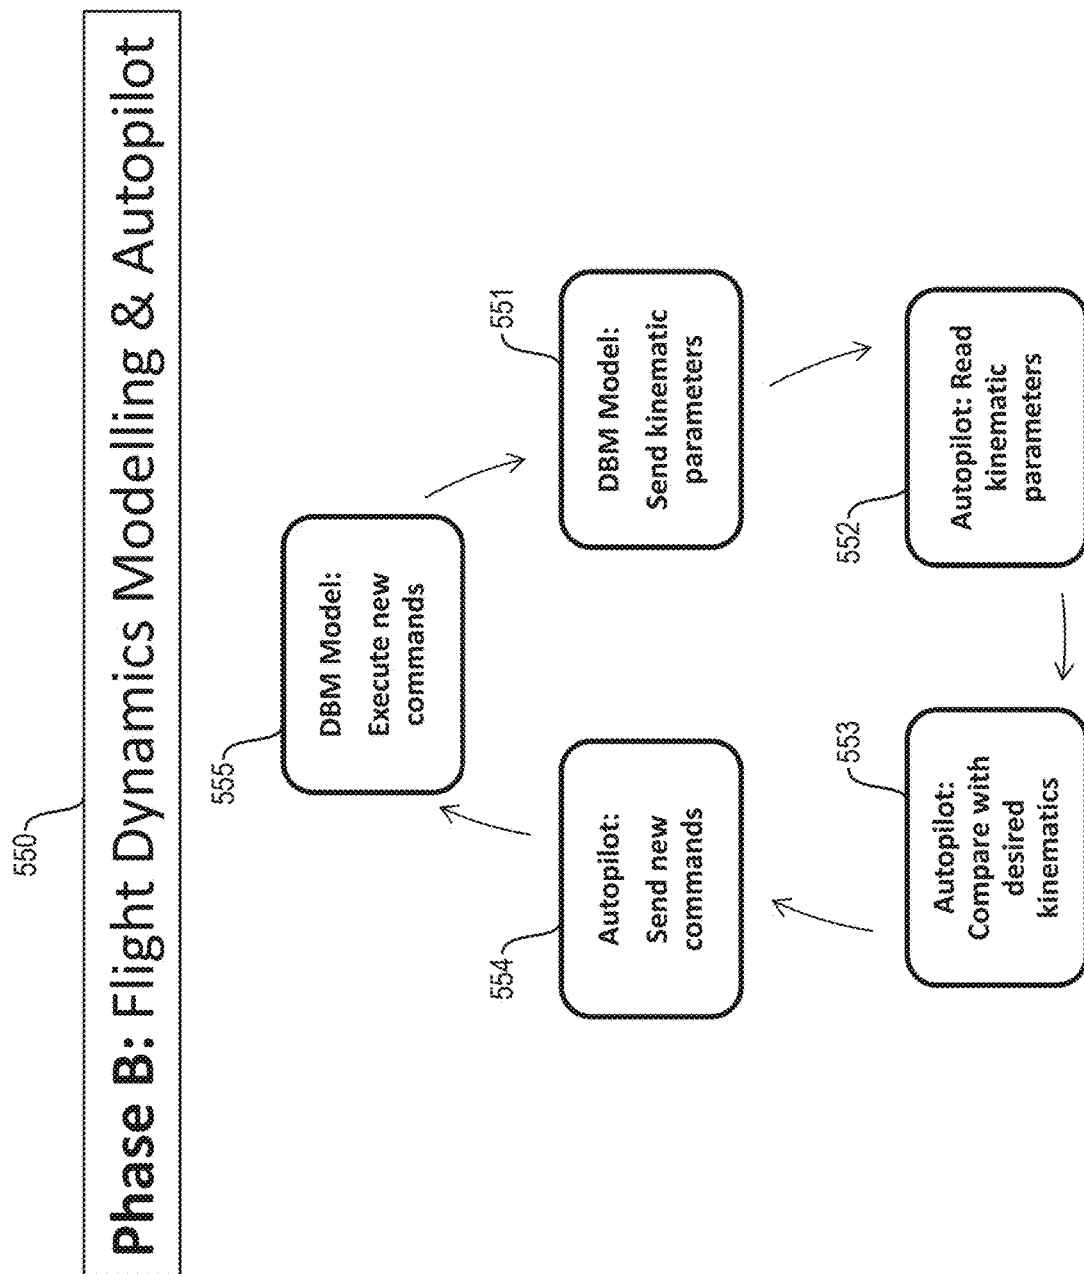 550
Phase B: Flight Dynamics Modelling & Autopilot
555
DBM Model:
Execute new
commands
551
DBM Model:
Send kinematic
parameters
552
Autopilot: Read
kinematic
parameters
553
Autopilot:
Compare with
desired
kinematics
554
Autopilot:
Send new
commands